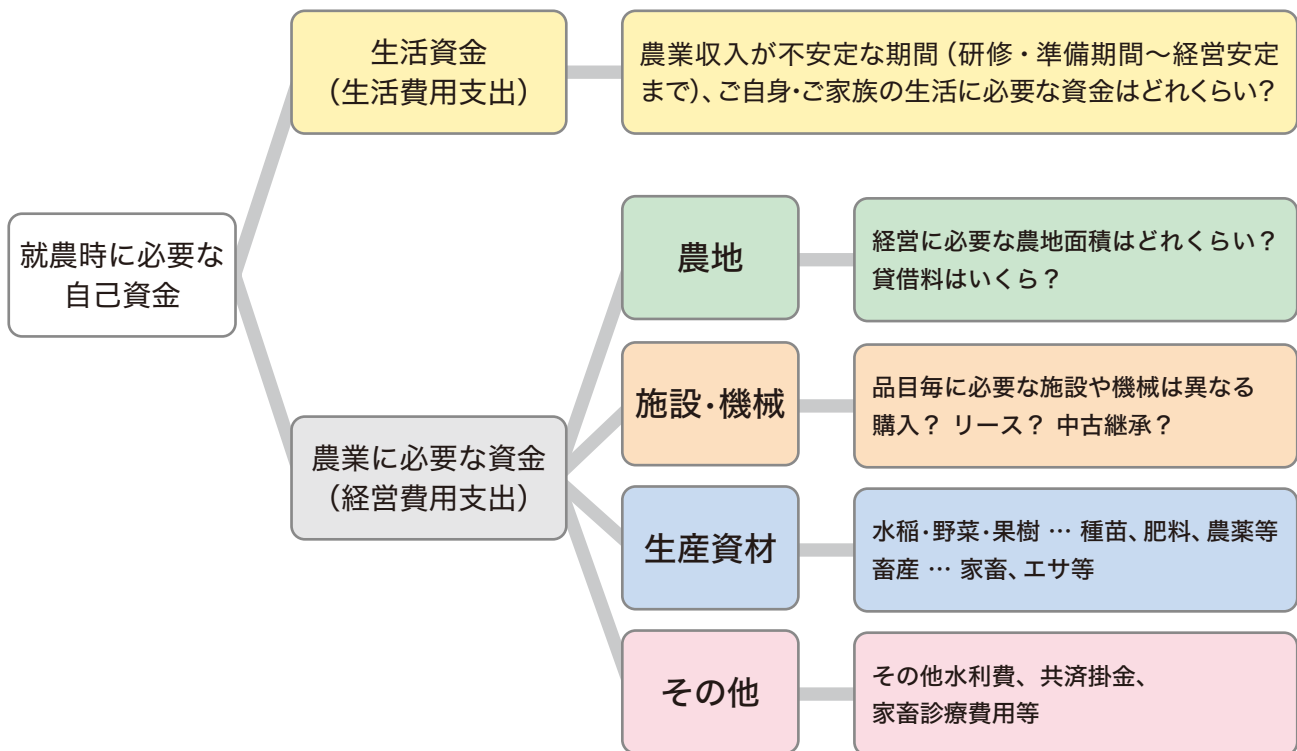 生活資金
（生活費用支出）
農業収入が不安定な期間（研修・準備期間～経営安定
まで）、ご自身・ご家族の生活に必要な資金はどれくらい？
就農時に必要な
自己資金
農業に必要な資金
（経営費用支出）
農地
経営に必要な農地面積はどれくらい？
貸借料はいくら？
施設・機械
品目毎に必要な施設や機械は異なる
購入？ リース？ 中古継承？
生産資材
水稲・野菜・果樹 … 種苗、肥料、農薬等
畜産 … 家畜、エサ等
その他
その他水利費、共済掛金、
家畜診療費用等